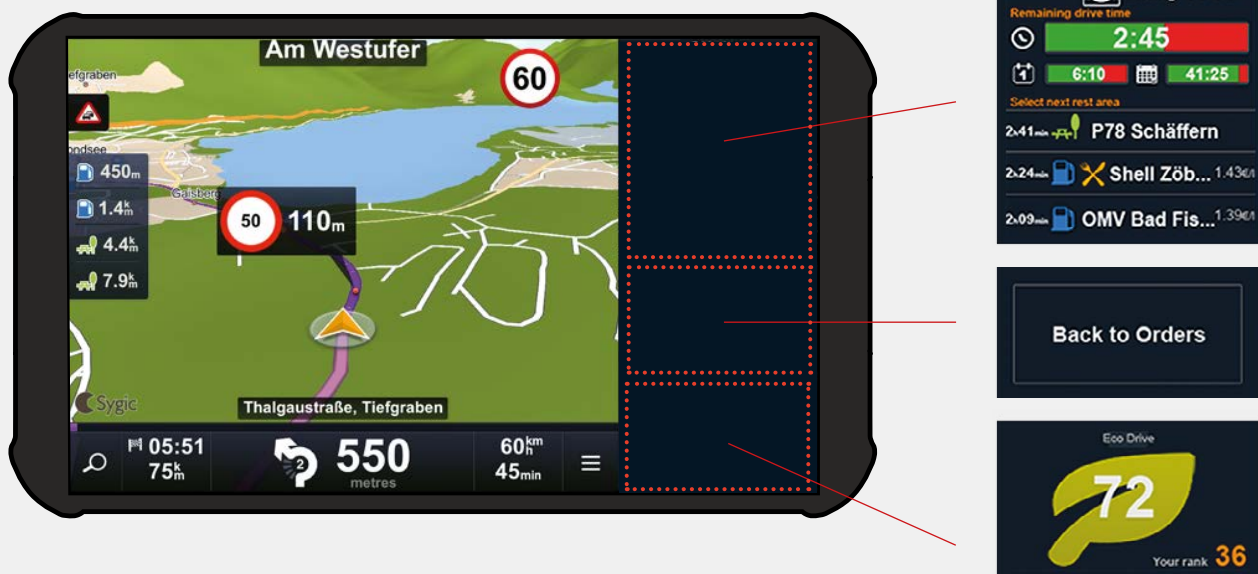 Am Westufer
60
efgraben
ondsee
450m
Gaisberg
1.4km
50 110m
4.4km
7.9km
Sygic
Thalgaustraße, Tiefgraben
05:51
75km
2
550
metres
60km/h
45min
Remaining drive time
2:45
1 6:10 41:25
Select next rest area
2h41min P78 Schäffern
2h24min Shell Zöb... 1.43€/l
2h09min OMV Bad Fis... 1.39€/l
Back to Orders
Eco Drive
72
Your rank 36